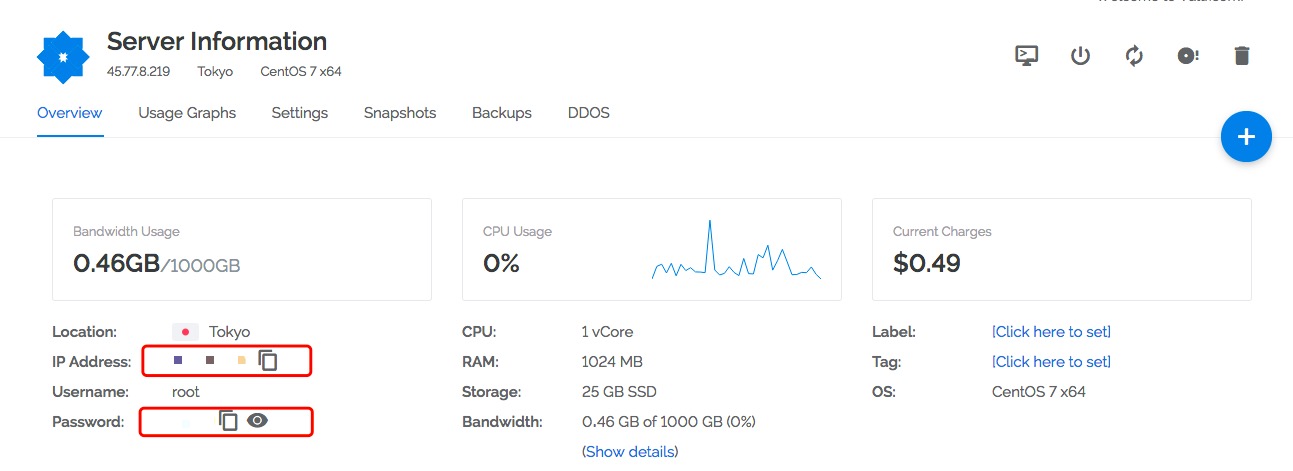 Server Information
45.77.8.219 Tokyo CentOS 7 x64
Overview Usage Graphs Settings Snapshots Backups DDOS
Bandwidth Usage
0.46GB/1000GB
CPU Usage
0%
Current Charges
$0.49
Location: Tokyo
IP Address:
Username: root
Password:
CPU: 1 vCore
RAM: 1024 MB
Storage: 25 GB SSD
Bandwidth: 0.46 GB of 1000 GB (0%)
(Show details)
Label: [Click here to set]
Tag: [Click here to set]
OS: CentOS 7 x64